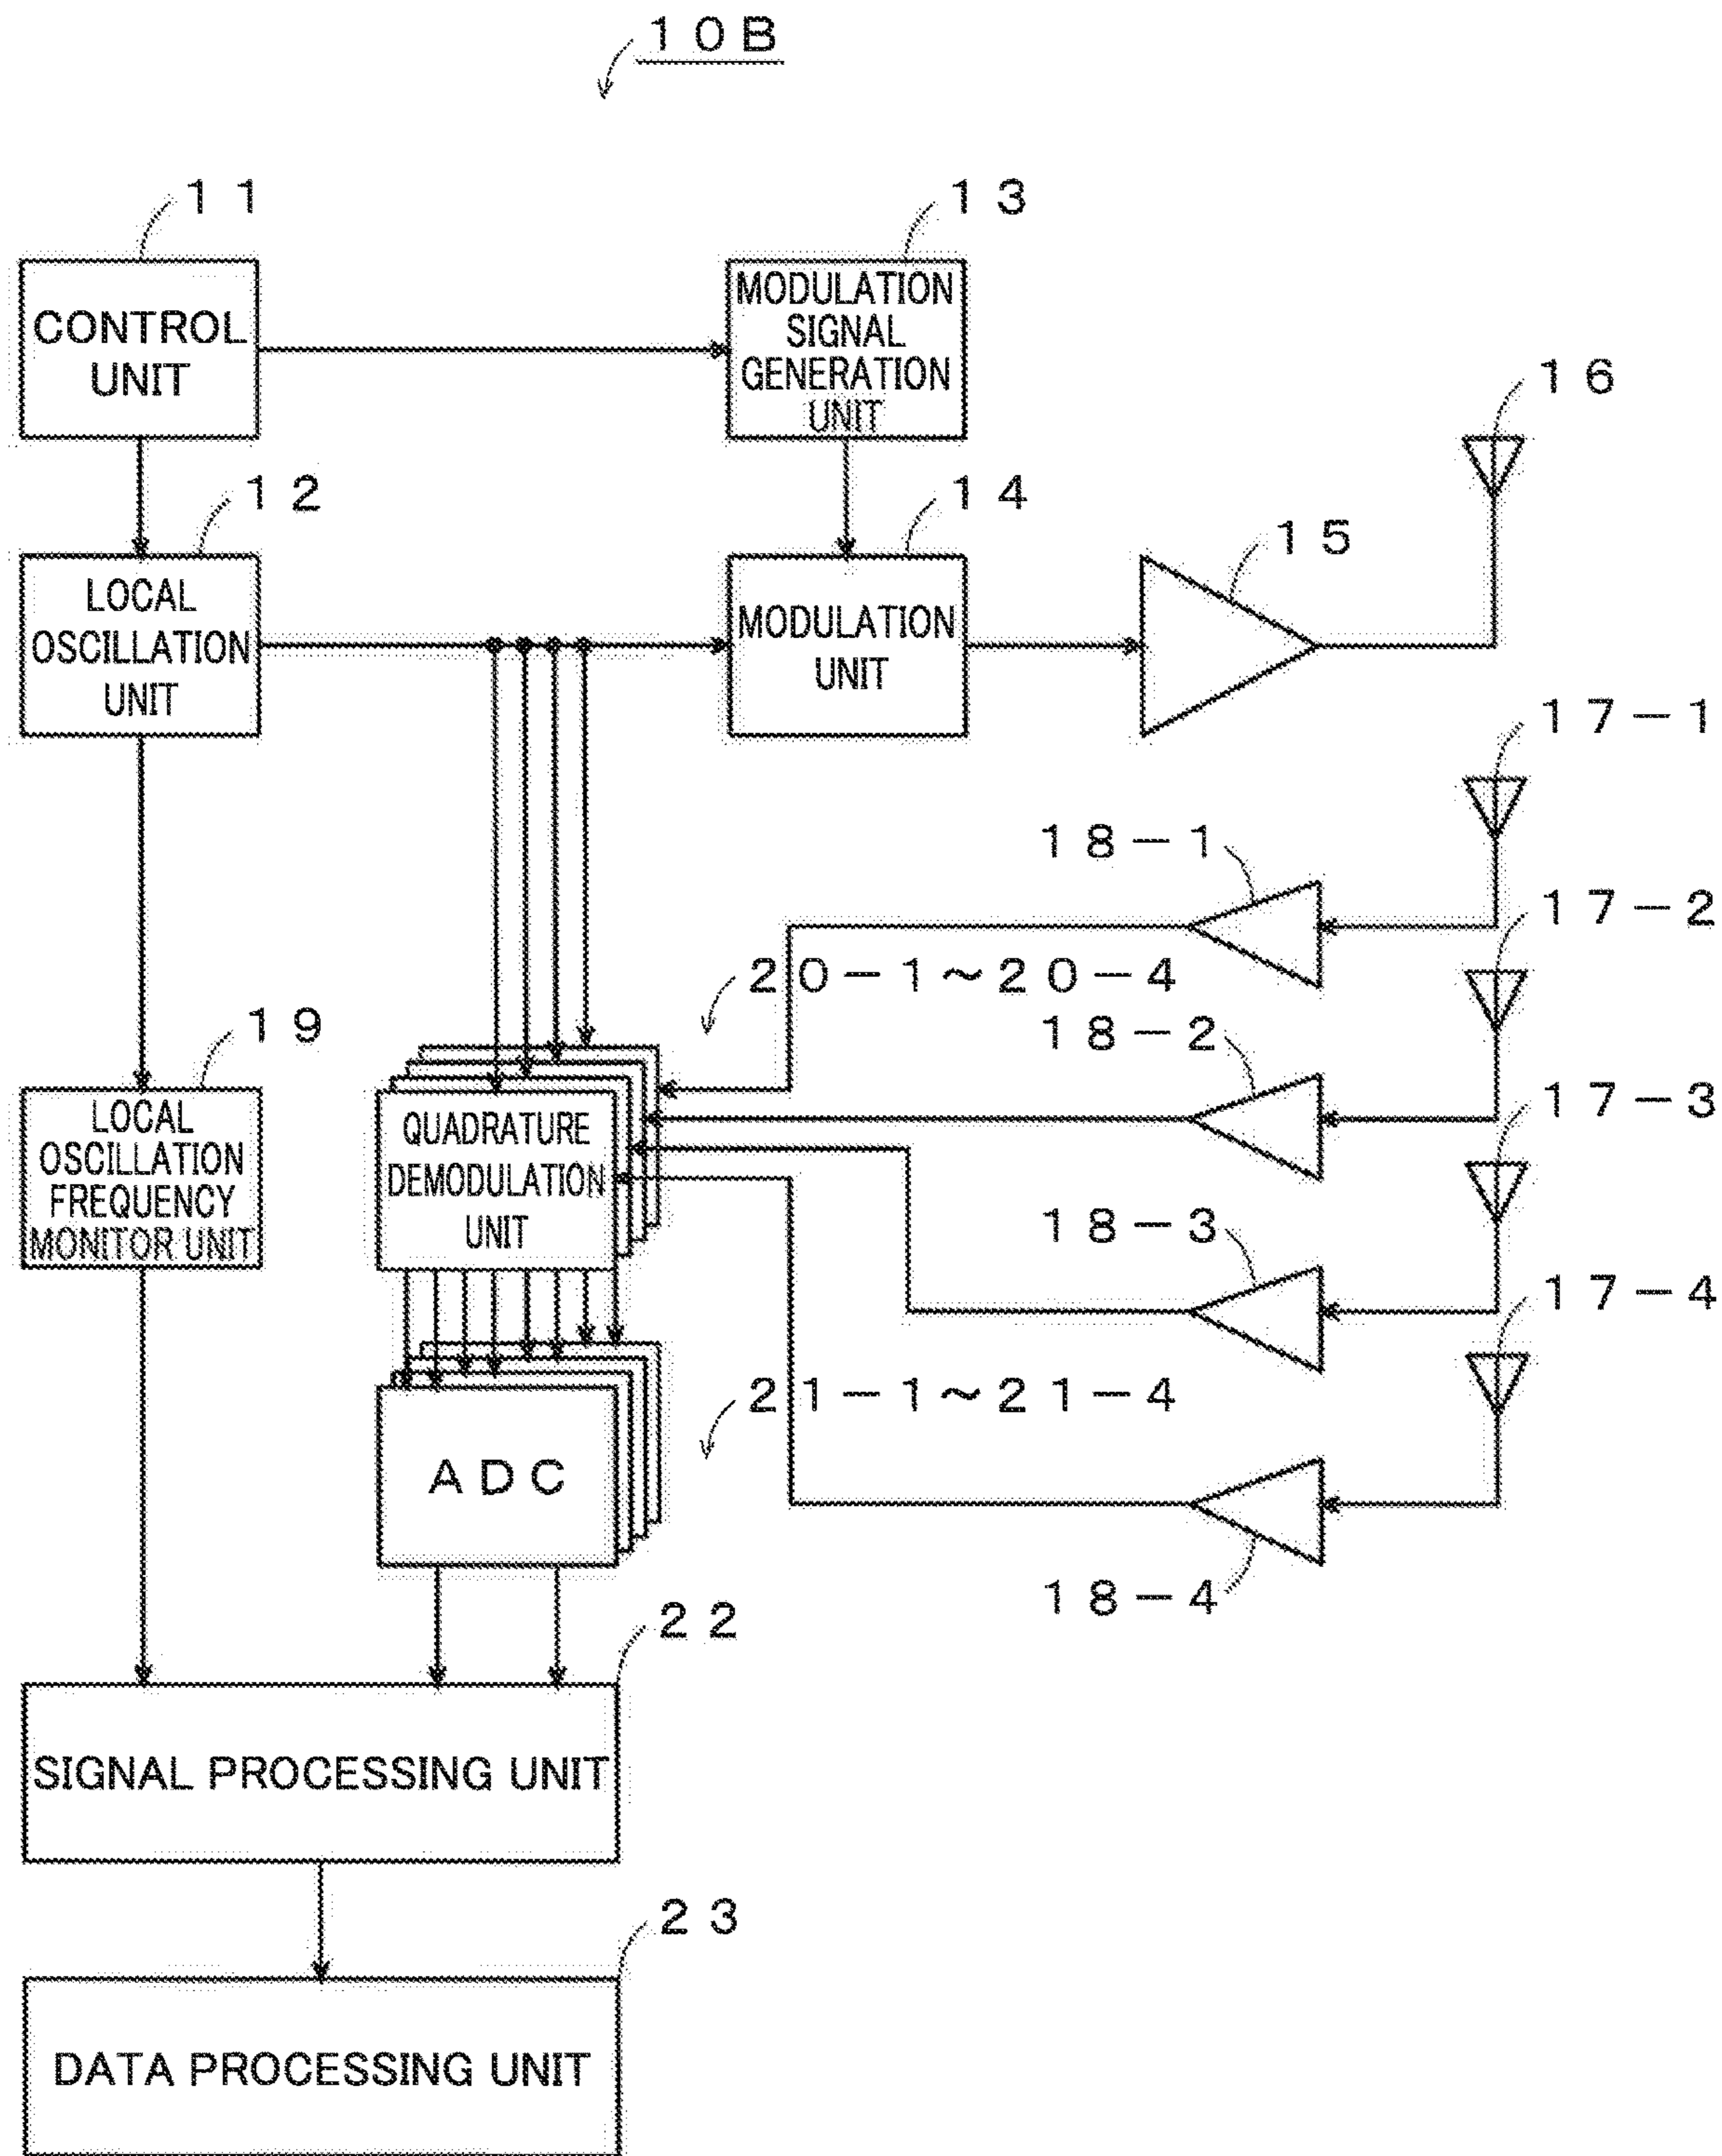 10B
11
13
CONTROL
UNIT
MODULATION
SIGNAL
GENERATION
UNIT
16
12
14
15
LOCAL
OSCILLATION
UNIT
MODULATION
UNIT
17-1
18-1
17-2
20-1~20-4
19
18-2
17-3
LOCAL
OSCILLATION
FREQUENCY
MONITOR UNIT
QUADRATURE
DEMODULATION
UNIT
18-3
17-4
21-1~21-4
ADC
18-4
22
SIGNAL PROCESSING UNIT
23
DATA PROCESSING UNIT